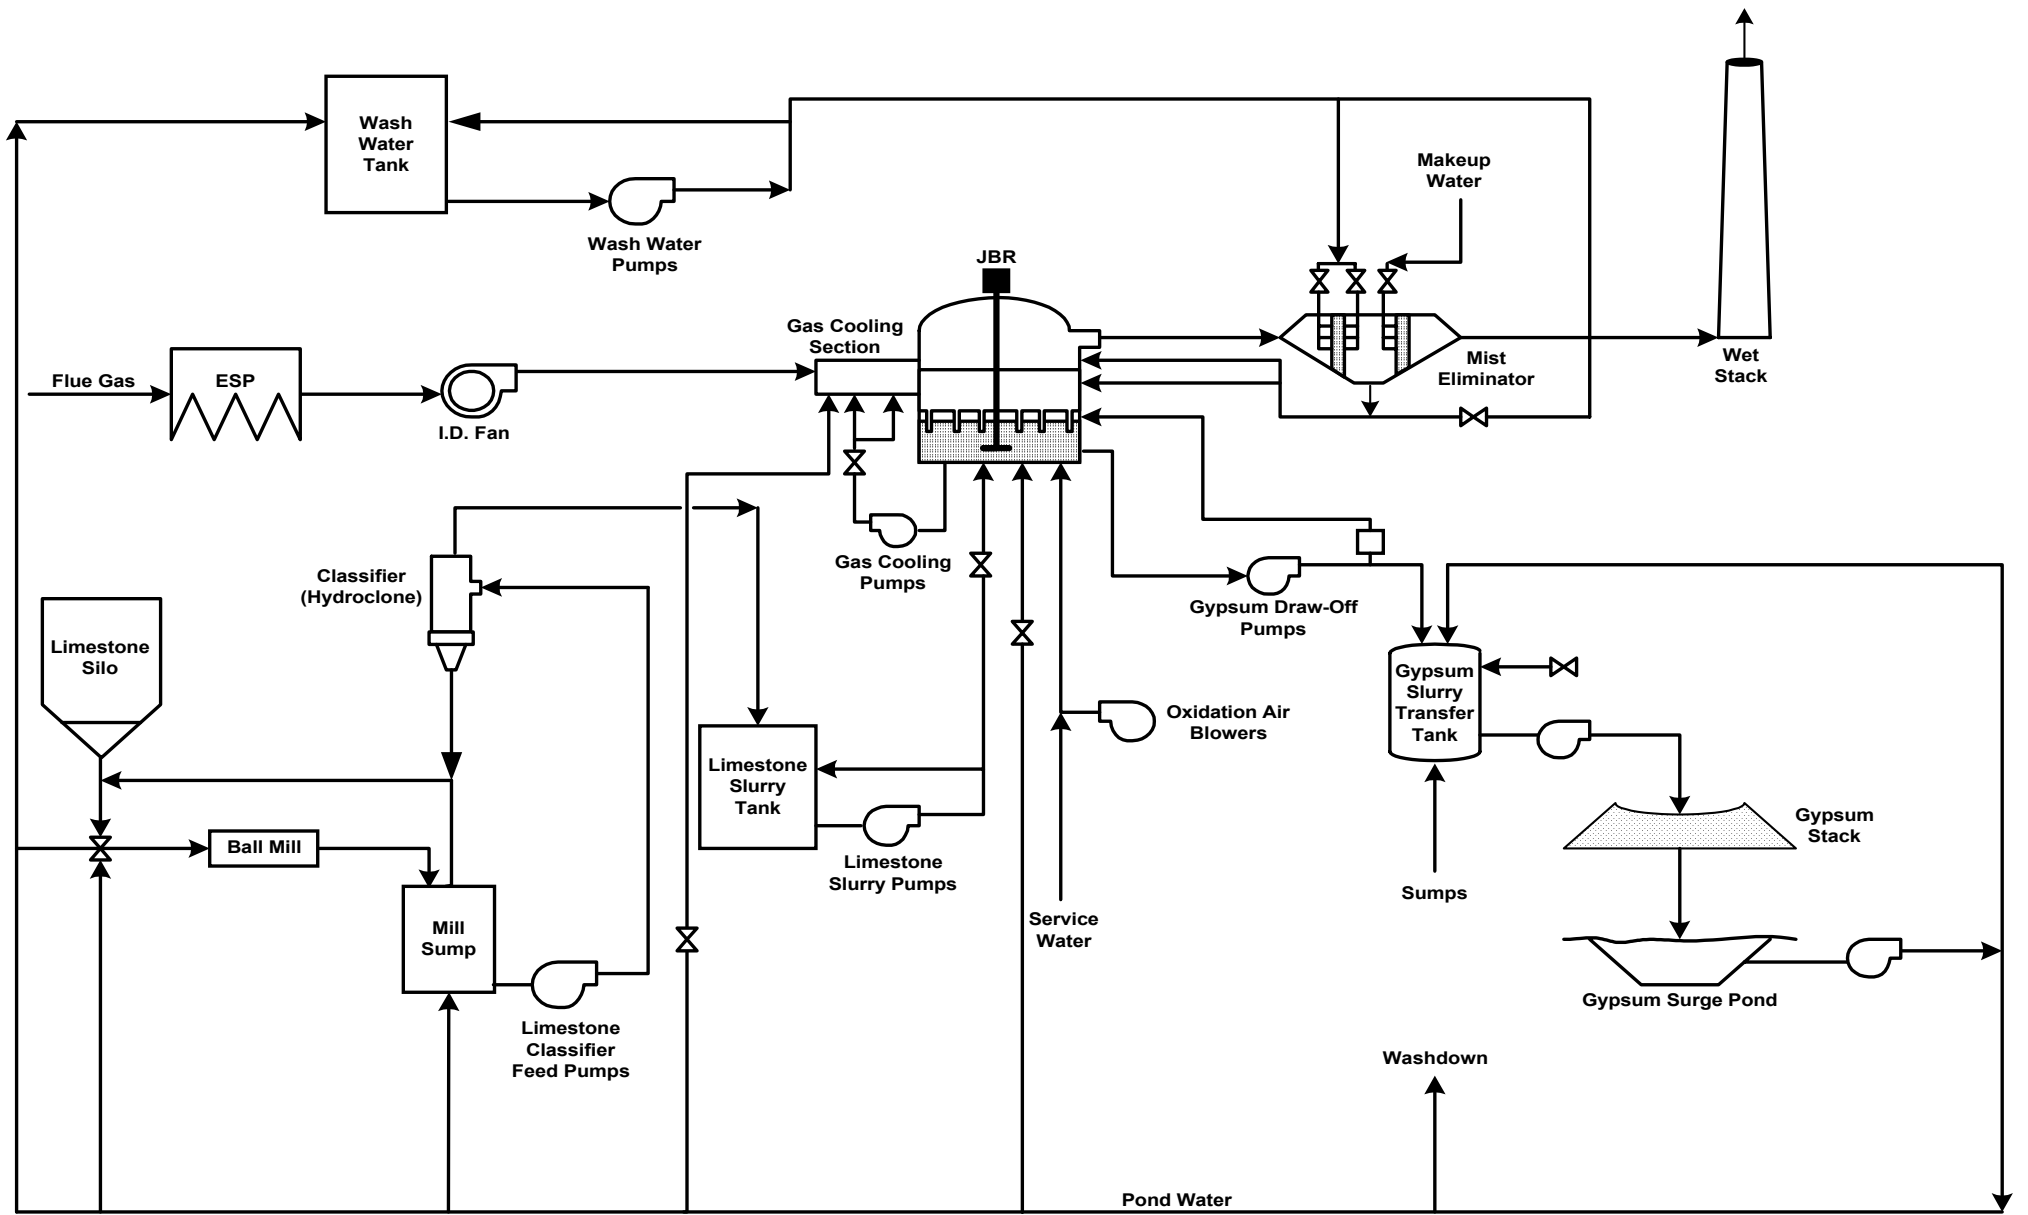 Wash
Water
Tank
Makeup
Water
Wash Water
Pumps
JBR
Gas Cooling
Section
Flue Gas
ESP
I.D. Fan
Mist
Eliminator
Wet
Stack
Classifier
(Hydroclone)
Gas Cooling
Pumps
Gypsum Draw-Off
Pumps
Limestone
Silo
Gypsum
Slurry
Transfer
Tank
Oxidation Air
Blowers
Limestone
Slurry
Tank
Gypsum
Stack
Ball Mill
Limestone
Slurry Pumps
Sumps
Mill
Sump
Service
Water
Gypsum Surge Pond
Limestone
Classifier
Feed Pumps
Washdown
Pond Water